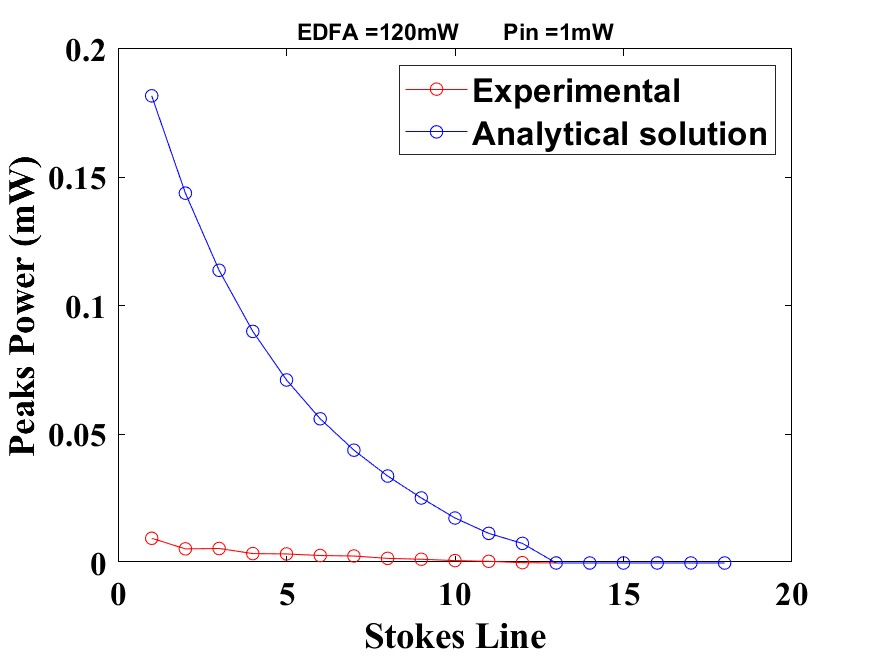 EDFA =120mW Pin =1mW
Experimental
Analytical solution
Peaks Power (mW)
0.2
0.15
0.1
0.05
0
0 5 10 15 20
Stokes Line